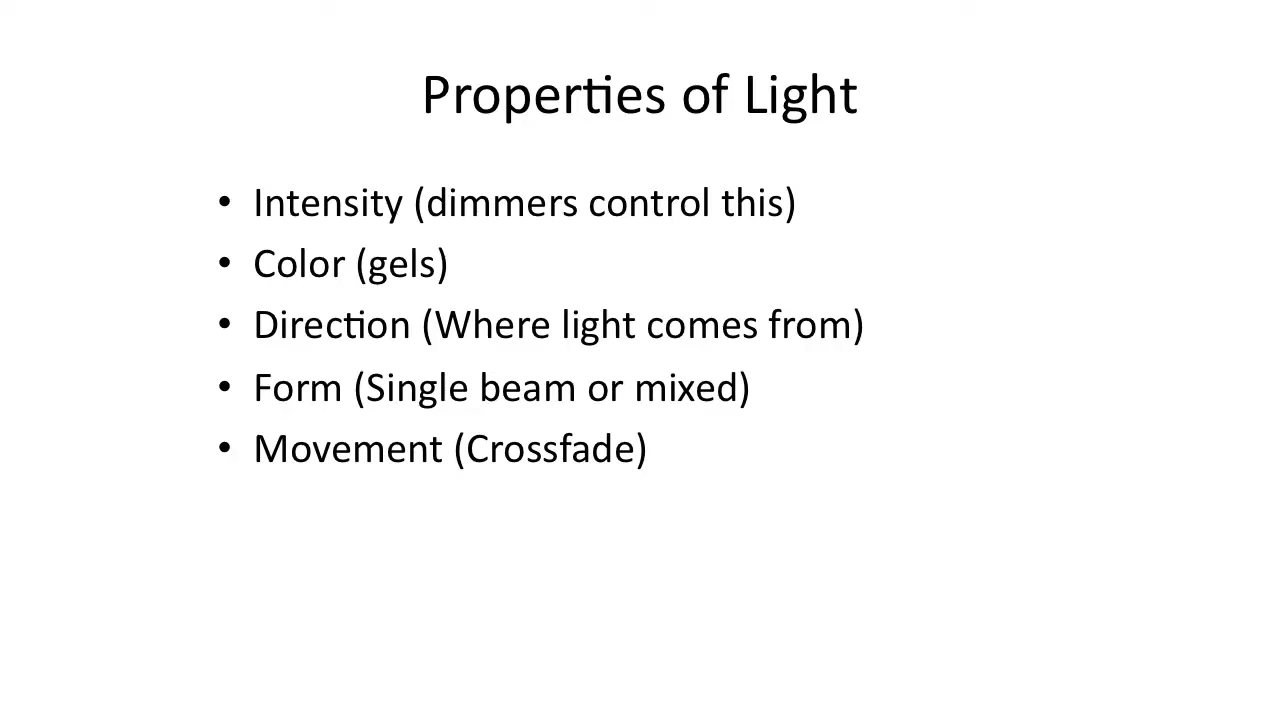 Properties of Light
• Intensity (dimmers control this)
• Color (gels)
• Direction (Where light comes from)
• Form (Single beam or mixed)
• Movement (Crossfade)